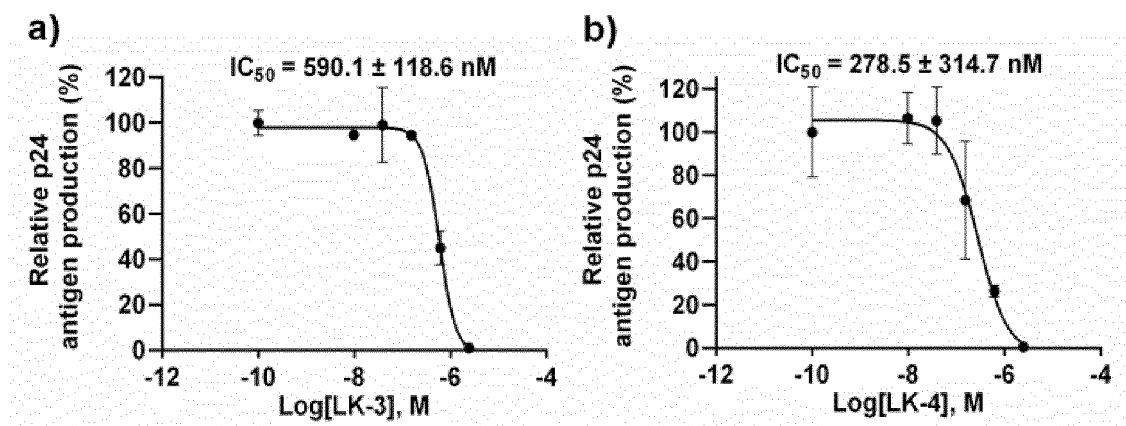 a)
IC50 = 590.1 ± 118.6 nM
Relative p24
antigen production (%)
120
100
80
60
40
20
0
-12
-10
-8
-6
-4
Log[LK-3], M
b)
IC50 = 278.5 ± 314.7 nM
Relative p24
antigen production (%)
120
100
80
60
40
20
0
-12
-10
-8
-6
-4
Log[LK-4], M